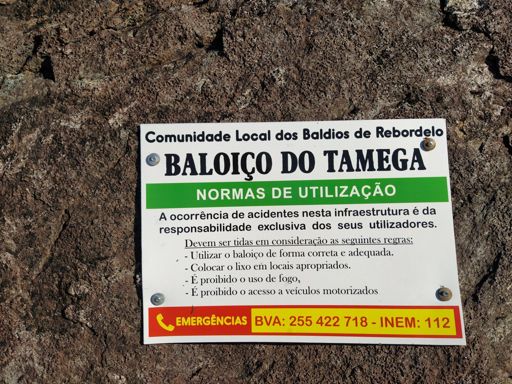 Comunidade Local dos Baldios de Rebordelo
BALOIÇO DO TAMEGA
NORMAS DE UTILIZAÇÃO
A ocorrência de acidentes nesta infraestrutura é da
responsabilidade exclusiva dos seus utilizadores.
Devem ser tidas em consideração as seguintes regras:
- Utilizar o baloiço de forma correta e adequada.
- Colocar o lixo em locais apropriados.
- É proibido o uso de fogo,
- É proibido o acesso a veículos motorizados
EMERGÊNCIAS BVA: 255 422 718 - INEM: 112